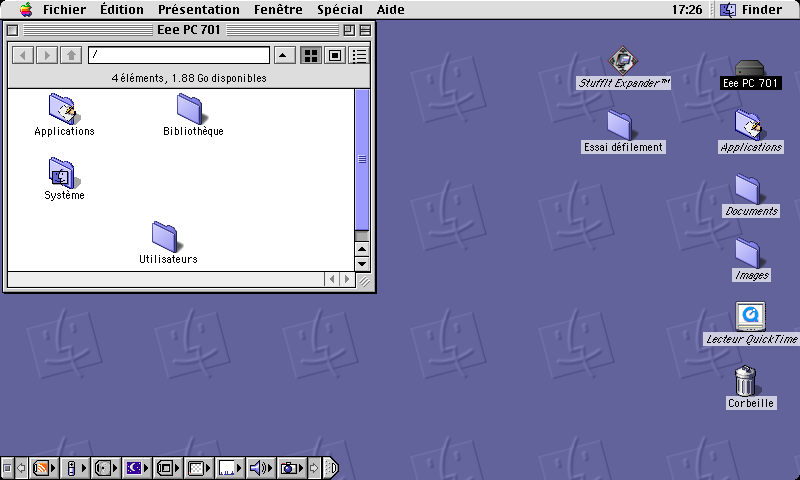 Fichier Édition Présentation Fenêtre Spécial Aide 17:26 Finder
Eee PC 701
/
4 éléments, 1.88 Go disponibles
Applications
Bibliothèque
Système
Utilisateurs
StuffIt Expander™
Eee PC 701
Essai défilement
Applications
Documents
Images
Lecteur QuickTime
Corbeille